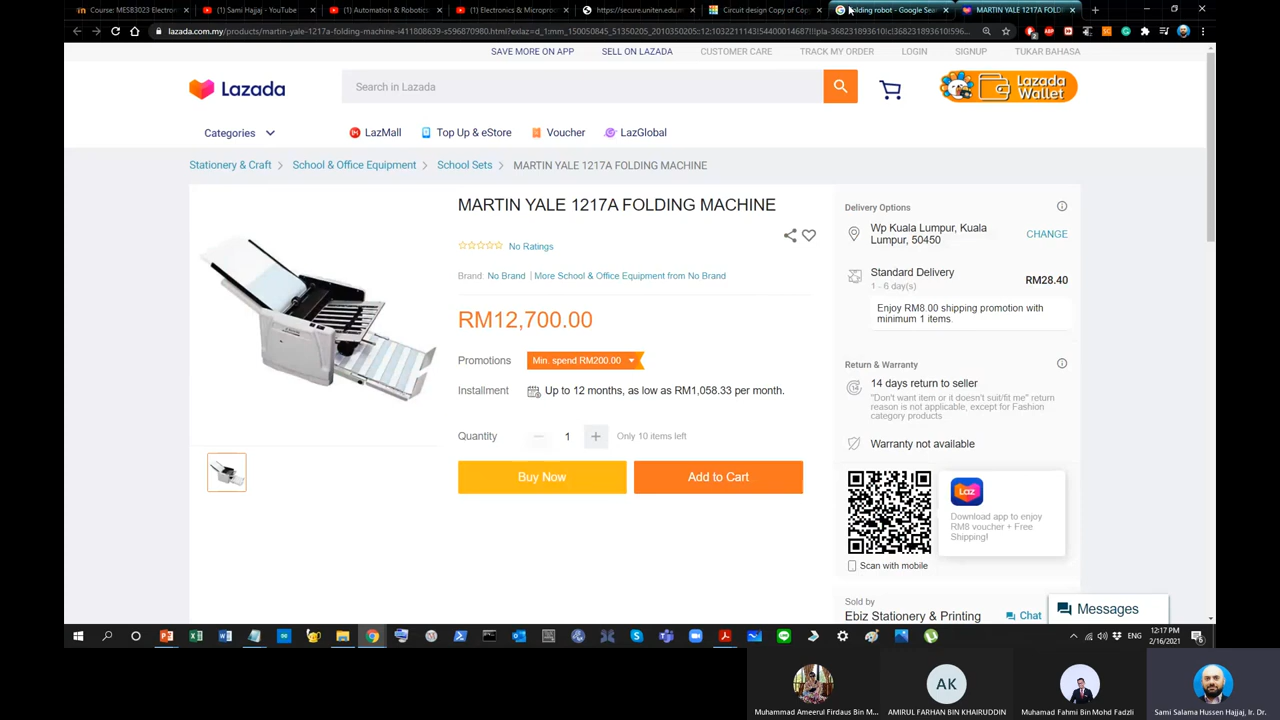 Course: MESB3023 Electron
(1) Sami Hajjaj - YouTube
(1) Automation & Robotics
(1) Electronics & Microproc
https://secure.uniten.edu.m
Circuit design Copy of Cop
folding robot - Google Sea
MARTIN YALE 1217A FOLD
lazada.com.my/products/martin-yale-1217a-folding-machine-i411808639-s596870980.html?exlaz=d_1:mm_150050845_51350205_2010350205::12:1032211143!54400014687!!!pla-368231893610!c!368231893610!596...
SAVE MORE ON APP
SELL ON LAZADA
CUSTOMER CARE
TRACK MY ORDER
LOGIN
SIGNUP
TUKAR BAHASA
Lazada
Search in Lazada
Lazada
Wallet
Categories
LazMall
Top Up & eStore
Voucher
LazGlobal
Stationery & Craft
School & Office Equipment
School Sets
MARTIN YALE 1217A FOLDING MACHINE
MARTIN YALE 1217A FOLDING MACHINE
No Ratings
Brand: No Brand | More School & Office Equipment from No Brand
RM12,700.00
Promotions
Min. spend RM200.00
Installment
Up to 12 months, as low as RM1,058.33 per month.
Quantity
1
Only 10 items left
Buy Now
Add to Cart
Delivery Options
Wp Kuala Lumpur, Kuala
Lumpur, 50450
CHANGE
Standard Delivery
RM28.40
1 - 6 day(s)
Enjoy RM8.00 shipping promotion with
minimum 1 items.
Return & Warranty
14 days return to seller
"Don't want item or it doesn't suit/fit me" return
reason is not applicable, except for Fashion
category products
Warranty not available
Laz
Download app to enjoy
RM8 voucher + Free
Shipping!
Scan with mobile
Sold by
Ebiz Stationery & Printing
Chat
Messages
ENG
12:17 PM
2/16/2021
Muhammad Ameerul Firdaus Bin M...
AK
AMIRUL FARHAN BIN KHAIRUDDIN
Muhamad Fahmi Bin Mohd Fadzli
Sami Salama Hussen Hajjaj, Ir. Dr.